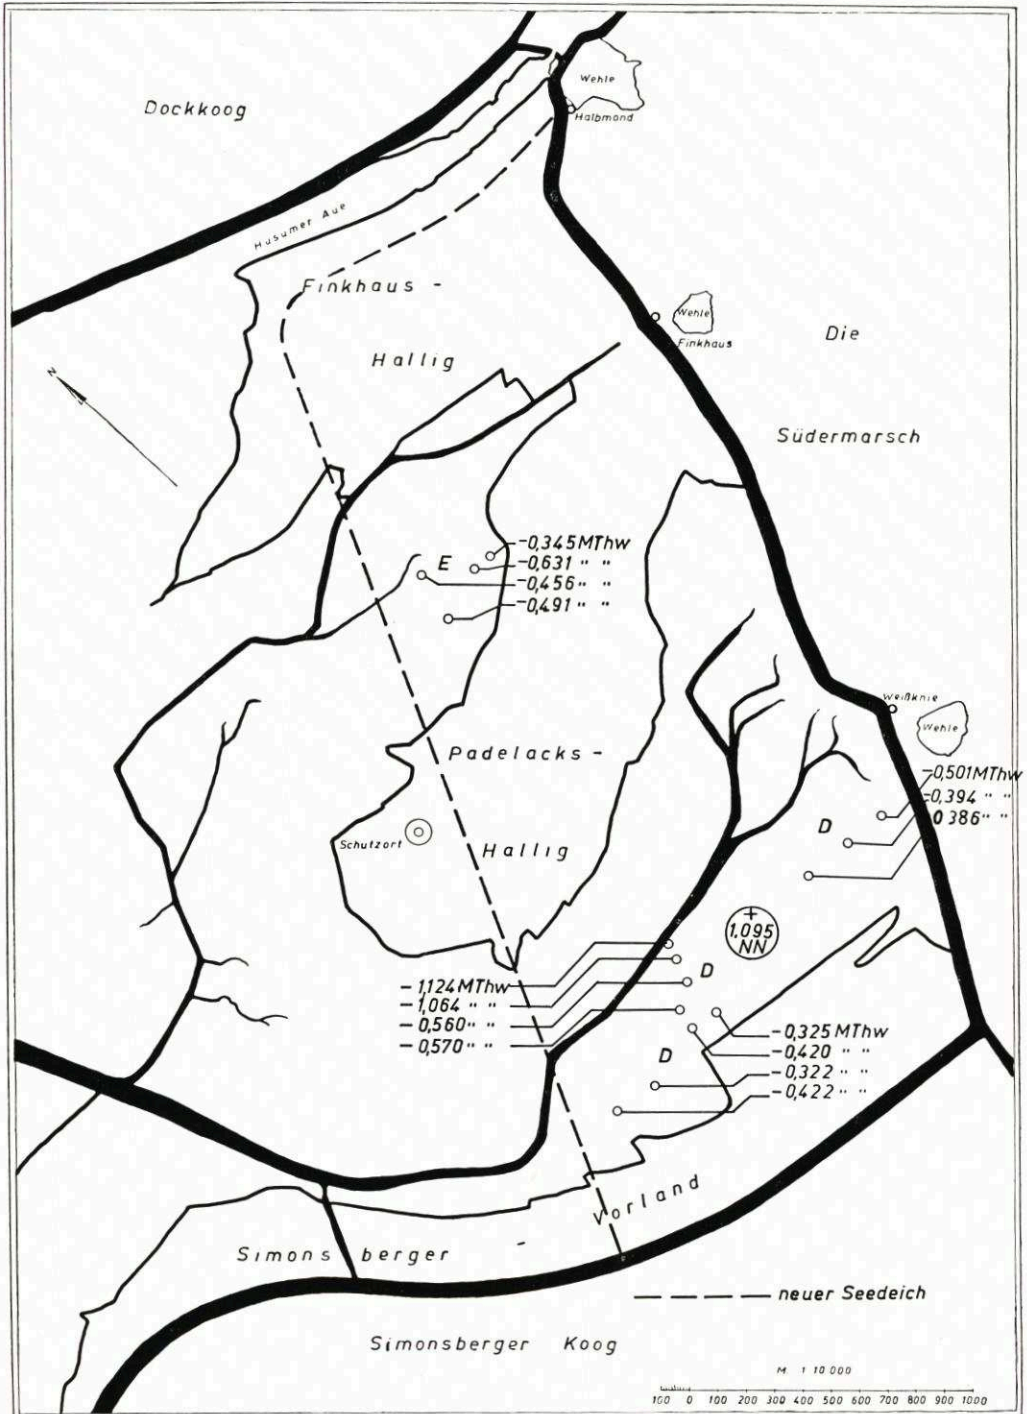 Wehle
Dockkoog
Halbmond
Husumer Aue
Finkhaus -
Wehle
Die
Finkhaus
Hallig
N
Südermarsch
-0,345 MThw
E
-0,631 " "
-0,456 " "
-0,491 " "
Weißknie
Wehle
Padelacks -
-0,501 MThw
-0,394 " "
0 386 " "
D
Schutzort
Hallig
+
1,095
NN
D
- 1,124 MThw
- 1,064 " "
- 0,560 " "
- 0,570 " "
-0,325 MThw
D
-0,420 " "
-0,322 " "
-0,422 " "
Vorland
Simons berger -
neuer Seedeich
Simonsberger Koog
M 1 10 000
100 0 100 200 300 400 500 600 700 800 900 1000